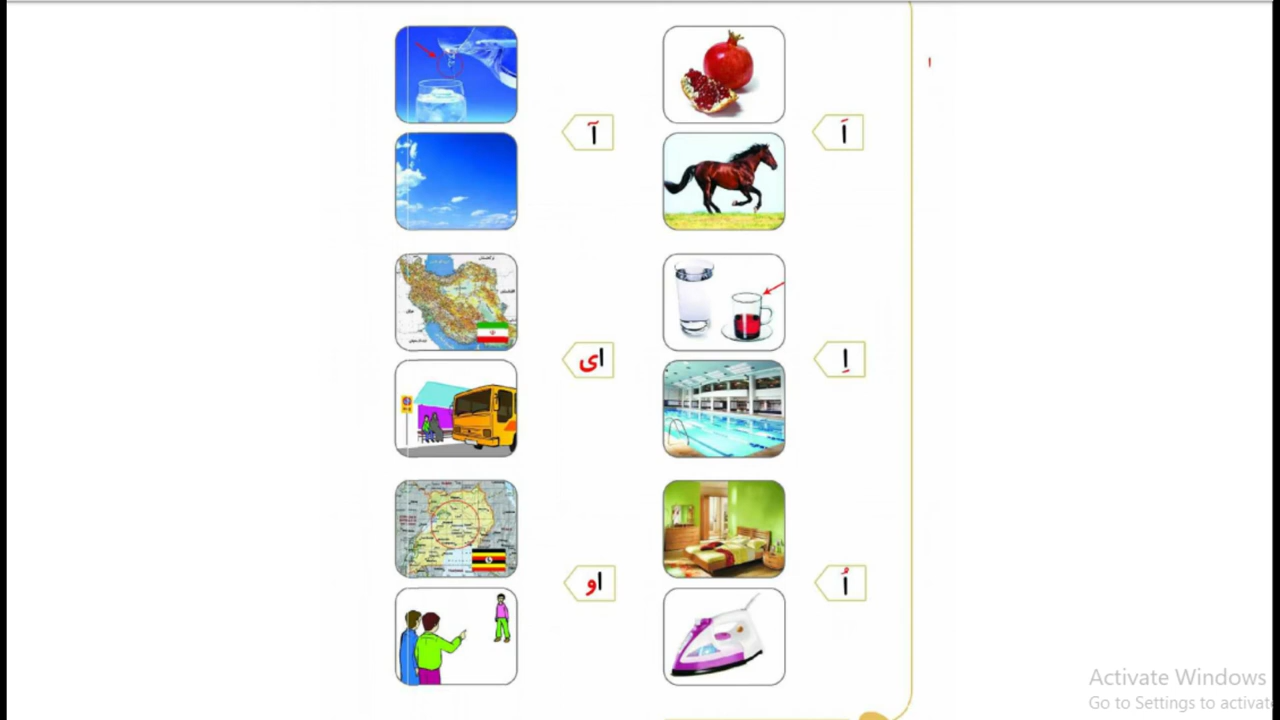 اَ
آ
اِ
ای
اُ
او
Activate Windows
Go to Settings to activate